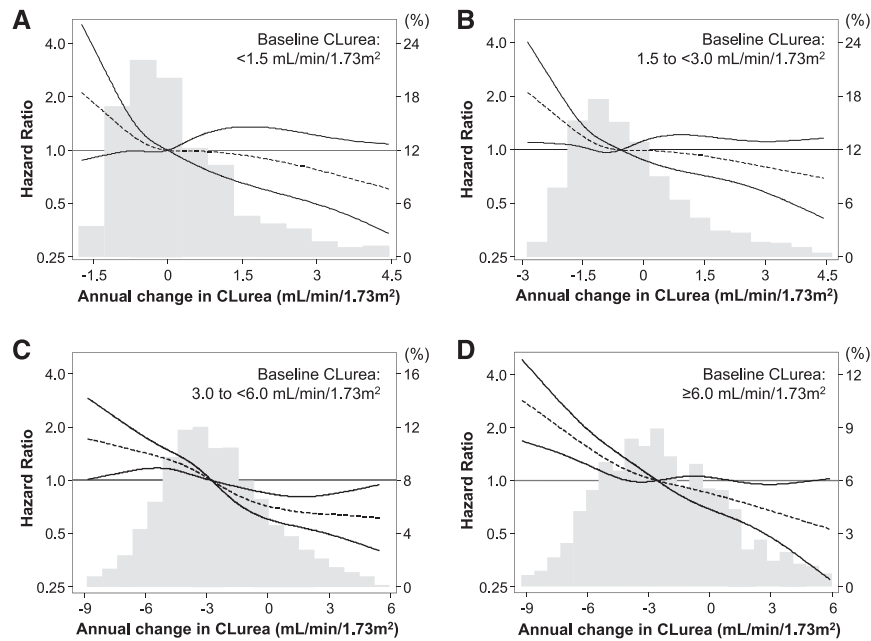 A
Baseline CLurea:
<1.5 mL/min/1.73m²
(%)
Hazard Ratio
4.0
2.0
1.0
0.5
0.25
24
18
12
6
0
-1.5 0 1.5 3 4.5
Annual change in CLurea (mL/min/1.73m²)
B
Baseline CLurea:
1.5 to <3.0 mL/min/1.73m²
(%)
Hazard Ratio
4.0
2.0
1.0
0.5
0.25
24
18
12
6
0
-3 -1.5 0 1.5 3 4.5
Annual change in CLurea (mL/min/1.73m²)
C
Baseline CLurea:
3.0 to <6.0 mL/min/1.73m²
(%)
Hazard Ratio
4.0
2.0
1.0
0.5
0.25
16
12
8
4
0
-9 -6 -3 0 3 6
Annual change in CLurea (mL/min/1.73m²)
D
Baseline CLurea:
≥6.0 mL/min/1.73m²
(%)
Hazard Ratio
4.0
2.0
1.0
0.5
0.25
12
9
6
3
0
-9 -6 -3 0 3 6
Annual change in CLurea (mL/min/1.73m²)